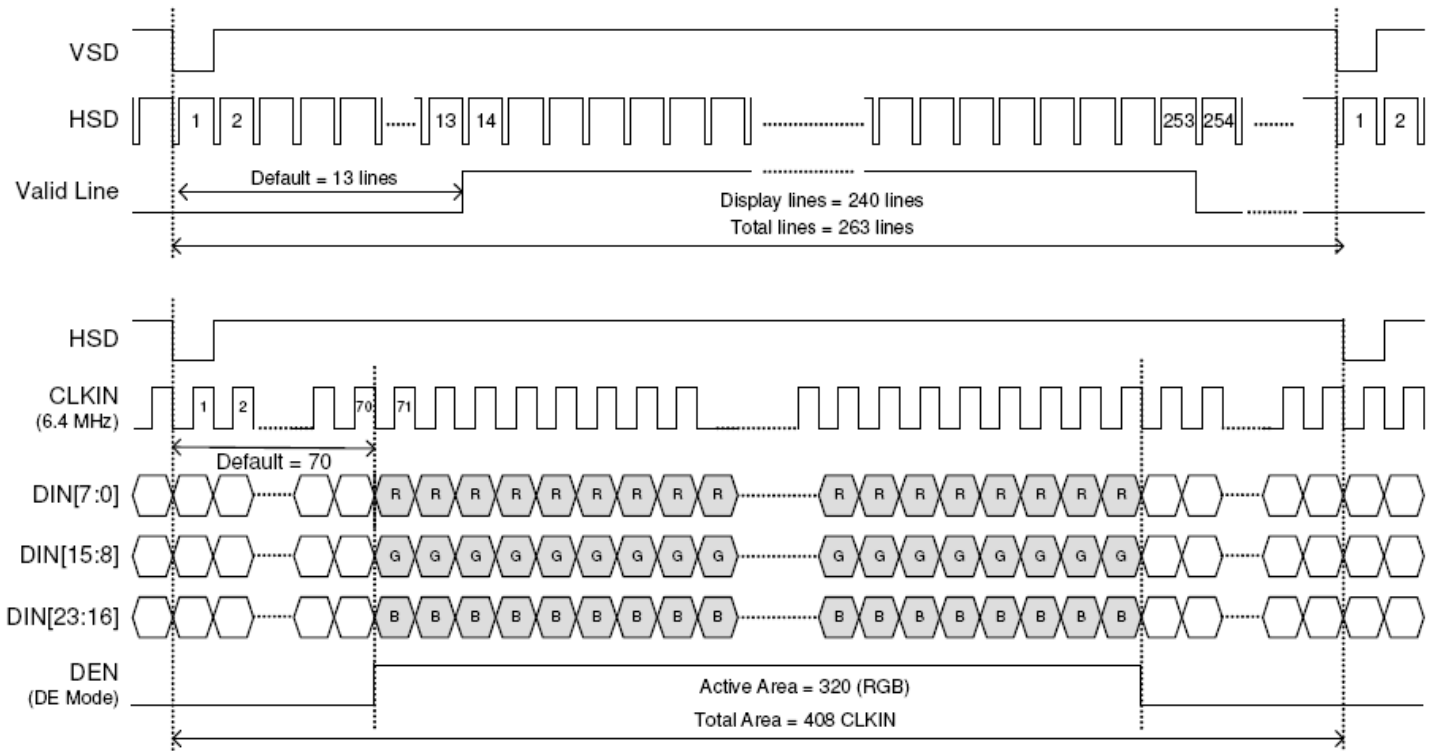 VSD
HSD 1 2 ...... 13 14 .................. 253 254 ........ 1 2
Default = 13 lines
Valid Line
Display lines = 240 lines
Total lines = 263 lines
HSD
CLKIN 1 2 70 71
(6.4 MHz)
Default = 70
DIN[7:0] R R R R R R R R R R R R R R R R R
DIN[15:8] G G G G G G G G G G G G G G G G G
DIN[23:16] B B B B B B B B B B B B B B B B B
DEN
(DE Mode)
Active Area = 320 (RGB)
Total Area = 408 CLKIN